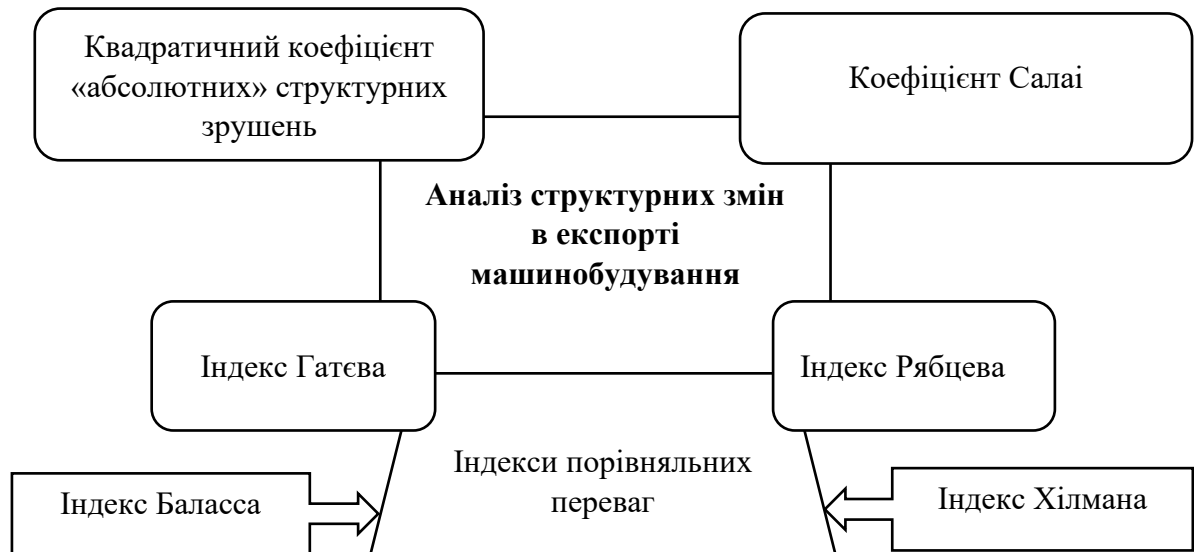 Квадратичний коефіцієнт
«абсолютних» структурних
зрушень
Коефіцієнт Салаі
Аналіз структурних змін
в експорті
машинобудування
Індекс Гатєва
Індекс Рябцева
Індекси порівняльних
переваг
Індекс Баласса
Індекс Хілмана